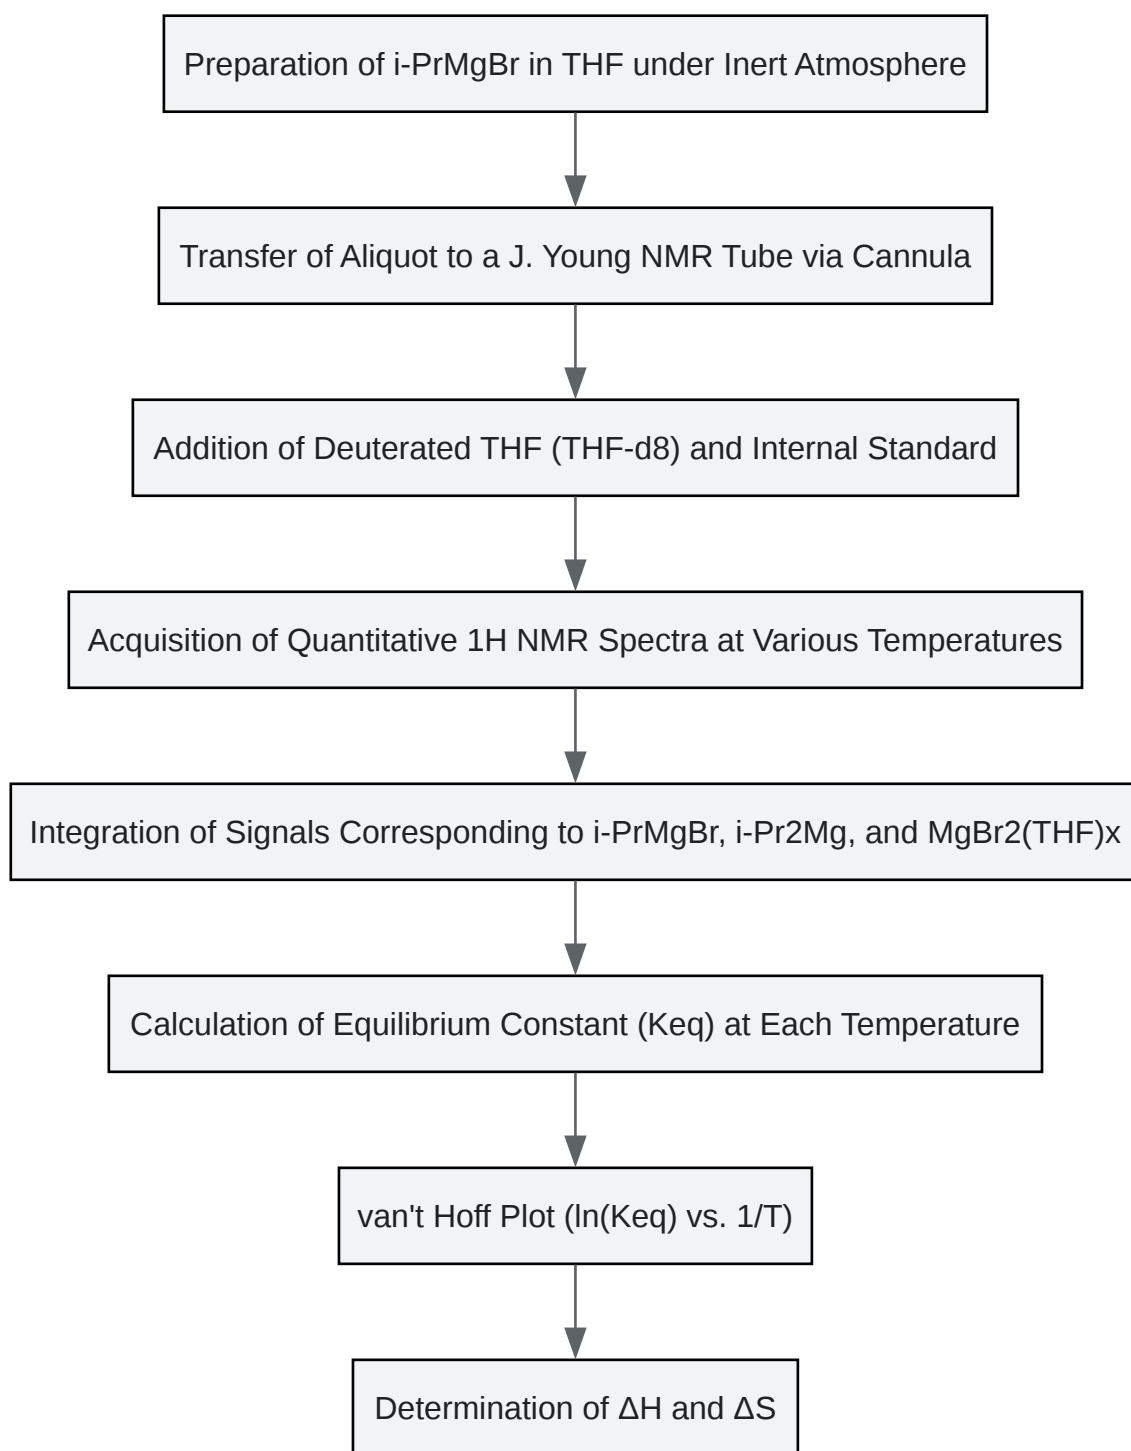 Preparation of i-PrMgBr in THF under Inert Atmosphere
Transfer of Aliquot to a J. Young NMR Tube via Cannula
Addition of Deuterated THF (THF-d8) and Internal Standard
Acquisition of Quantitative 1H NMR Spectra at Various Temperatures
Integration of Signals Corresponding to i-PrMgBr, i-Pr2Mg, and MgBr2(THF)x
Calculation of Equilibrium Constant (Keq) at Each Temperature
van't Hoff Plot (ln(Keq) vs. 1/T)
Determination of ΔH and ΔS